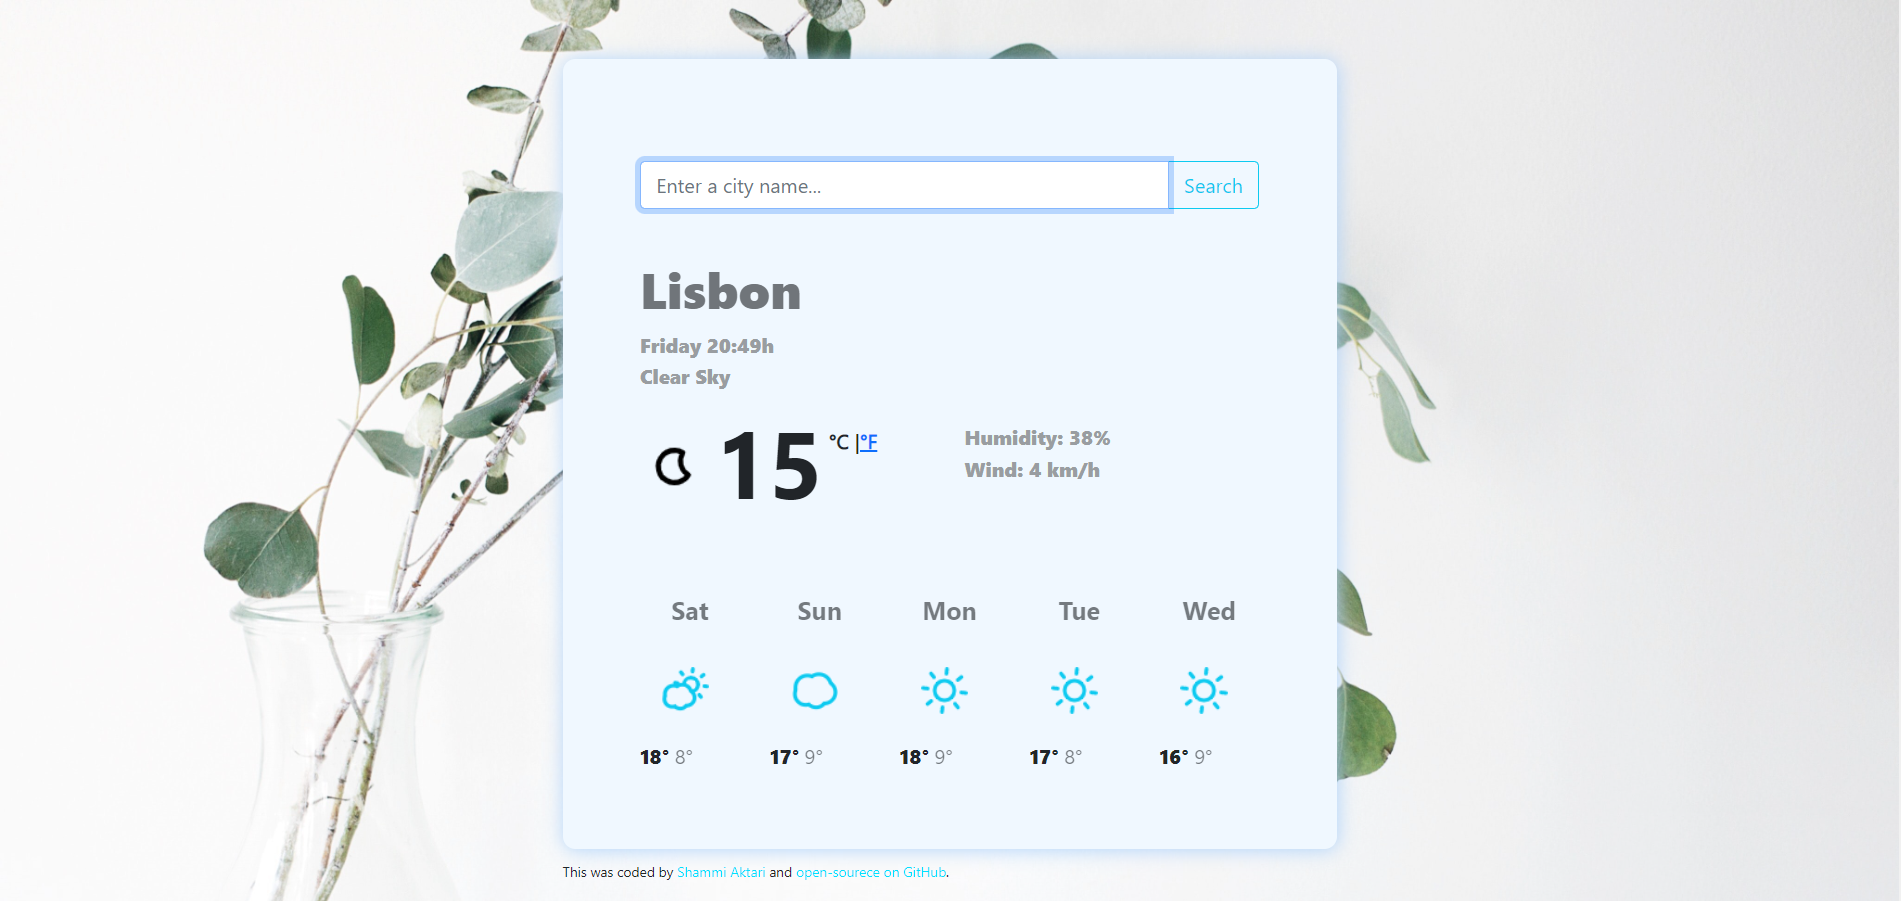 Enter a city name...
Search
Lisbon
Friday 20:49h
Clear Sky
15 °C |°F
Humidity: 38%
Wind: 4 km/h
Sat Sun Mon Tue Wed
18° 8° 17° 9° 18° 9° 17° 8° 16° 9°
This was coded by Shammi Aktari and open-sourece on GitHub.